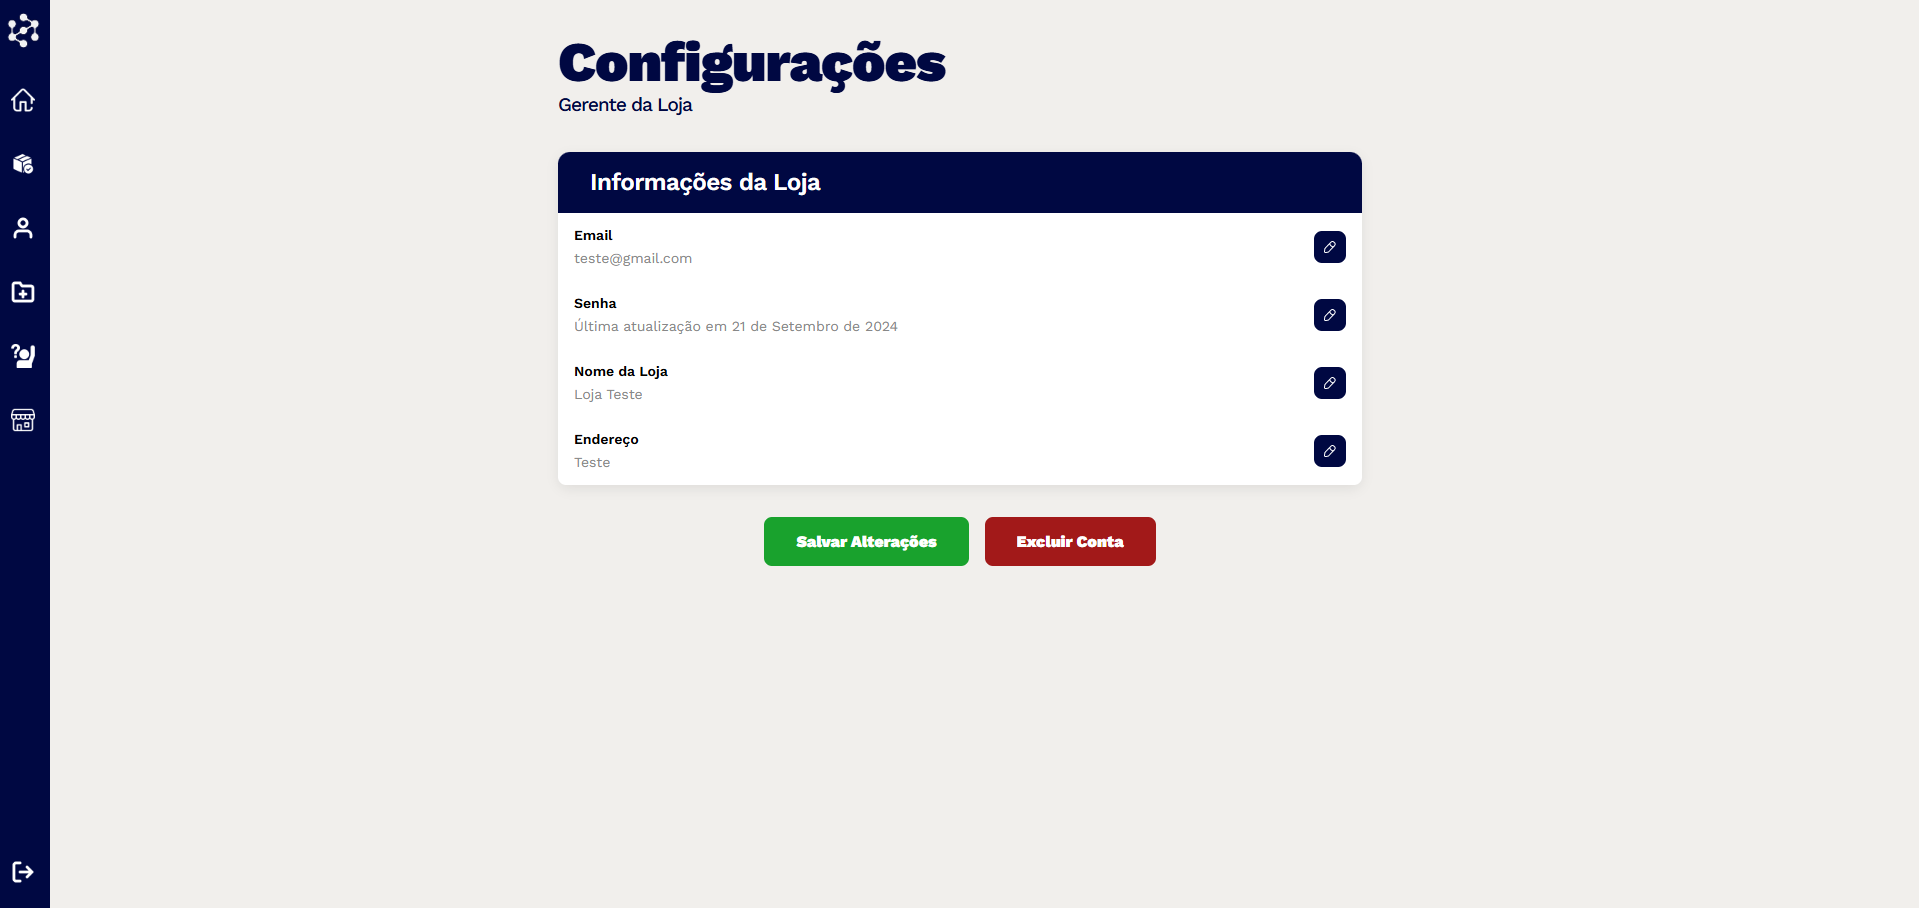 Configurações
Gerente da Loja
Informações da Loja
Email
teste@gmail.com
Senha
Última atualização em 21 de Setembro de 2024
Nome da Loja
Loja Teste
Endereço
Teste
Salvar Alterações
Excluir Conta